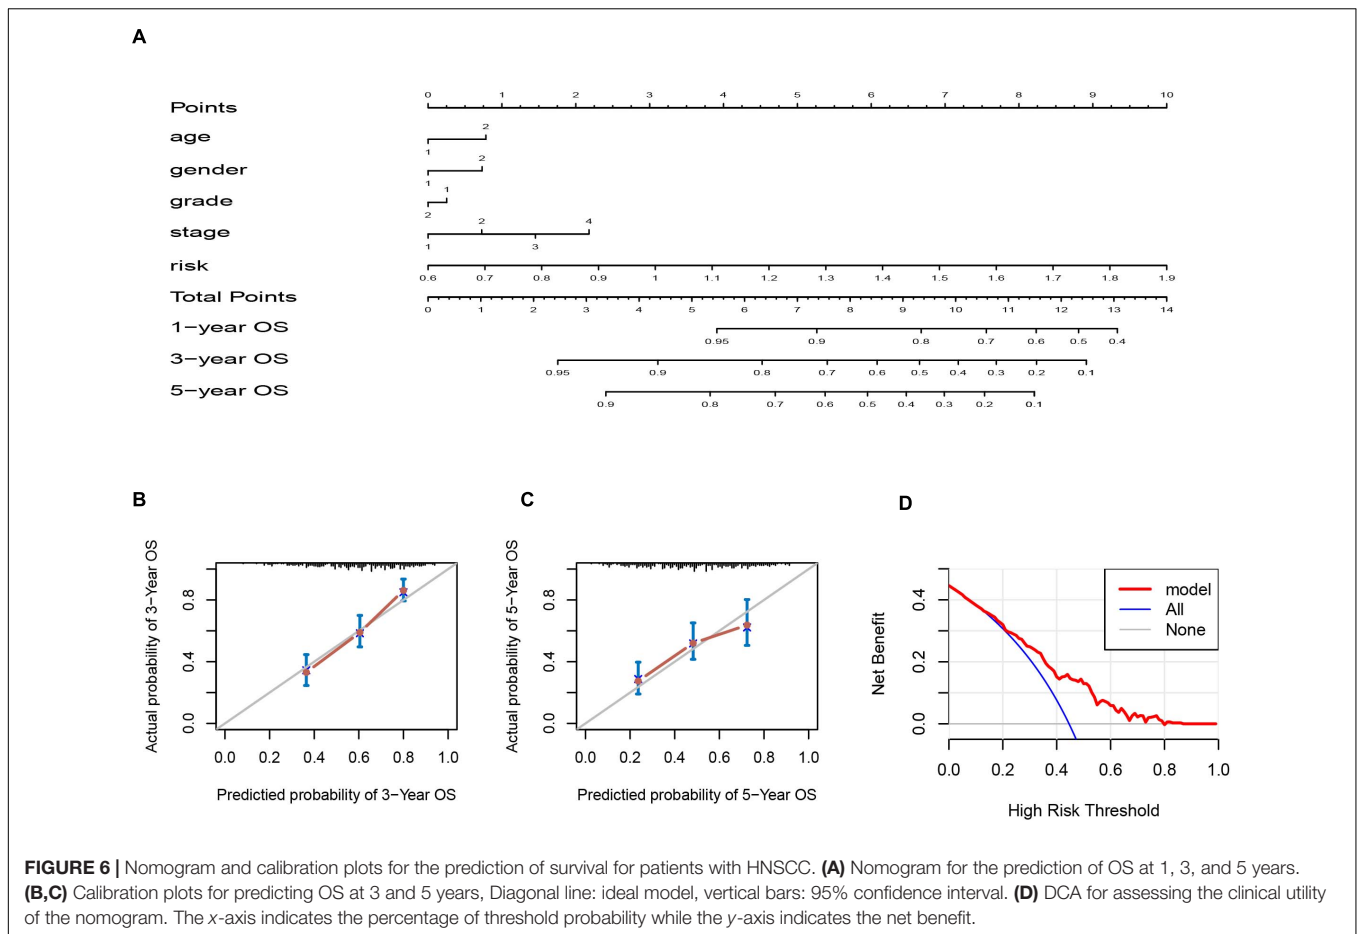 A
Points 0 1 2 3 4 5 6 7 8 9 10
age 1 2
gender 1 2
grade 2 1
stage 1 2 3 4
risk 0.6 0.7 0.8 0.9 1 1.1 1.2 1.3 1.4 1.5 1.6 1.7 1.8 1.9
Total Points 0 1 2 3 4 5 6 7 8 9 10 11 12 13 14
1−year OS 0.95 0.9 0.8 0.7 0.6 0.5 0.4
3−year OS 0.95 0.9 0.8 0.7 0.6 0.5 0.4 0.3 0.2 0.1
5−year OS 0.9 0.8 0.7 0.6 0.5 0.4 0.3 0.2 0.1
B
Actual probability of 3−Year OS
0.8
0.4
0.0
0.0 0.2 0.4 0.6 0.8 1.0
Predictied probability of 3−Year OS
C
Actual probability of 5−Year OS
0.8
0.4
0.0
0.0 0.2 0.4 0.6 0.8 1.0
Predictied probability of 5−Year OS
D
Net Benefit
0.4
0.2
0.0
model
All
None
0.0 0.2 0.4 0.6 0.8 1.0
High Risk Threshold
FIGURE 6 | Nomogram and calibration plots for the prediction of survival for patients with HNSCC. (A) Nomogram for the prediction of OS at 1, 3, and 5 years.
(B,C) Calibration plots for predicting OS at 3 and 5 years, Diagonal line: ideal model, vertical bars: 95% confidence interval. (D) DCA for assessing the clinical utility
of the nomogram. The x-axis indicates the percentage of threshold probability while the y-axis indicates the net benefit.